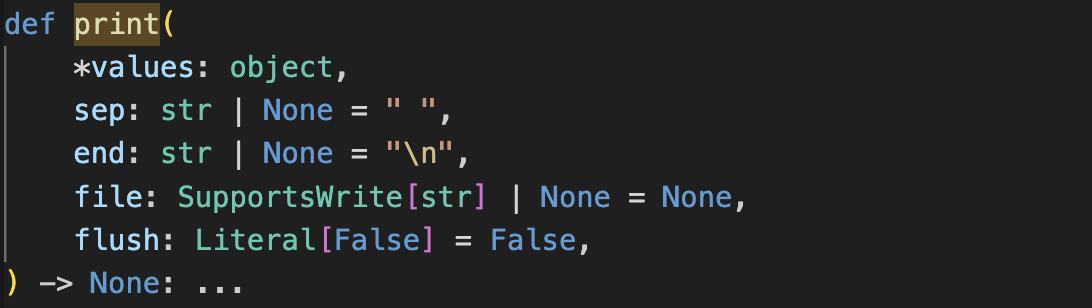 def print(
    *values: object,
    sep: str | None = " ",
    end: str | None = "\n",
    file: SupportsWrite[str] | None = None,
    flush: Literal[False] = False,
) -> None: ...